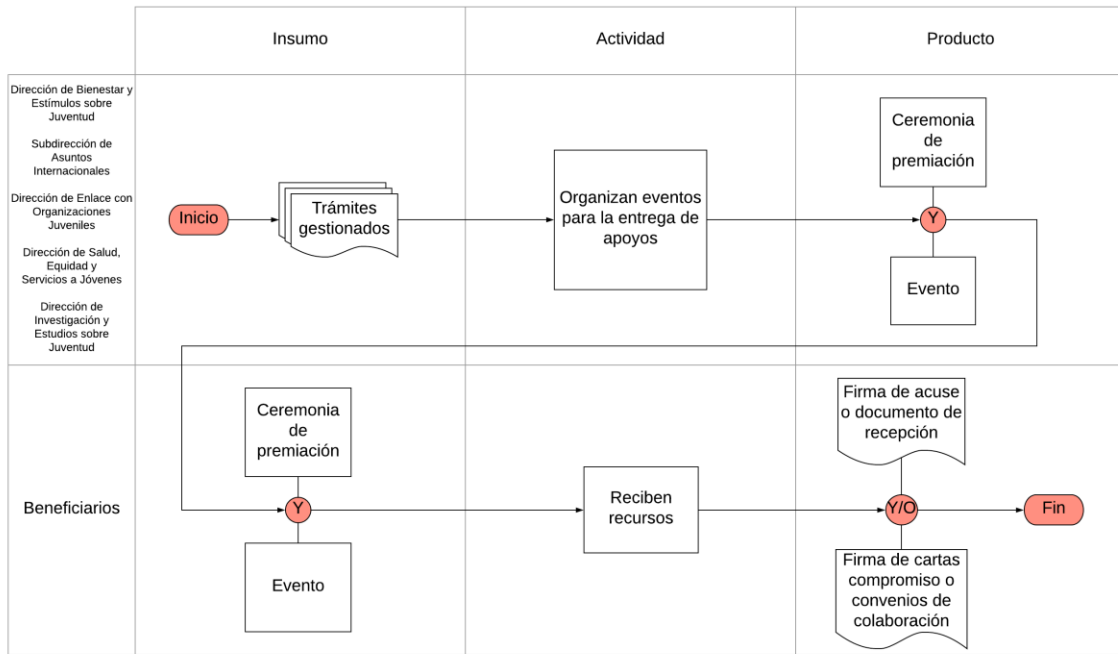 Insumo
Actividad
Producto
Dirección de Bienestar y
Estímulos sobre
Juventud
Subdirección de
Asuntos
Internacionales
Dirección de Enlace con
Organizaciones
Juveniles
Dirección de Salud,
Equidad y
Servicios a Jóvenes
Dirección de
Investigación y
Estudios sobre
Juventud
Inicio
Trámites
gestionados
Organizan eventos
para la entrega de
apoyos
Ceremonia
de
premiación
Y
Evento
Beneficiarios
Ceremonia
de
premiación
Y
Evento
Reciben
recursos
Firma de acuse
o documento de
recepción
Y/O
Firma de cartas
compromiso o
convenios de
colaboración
Fin